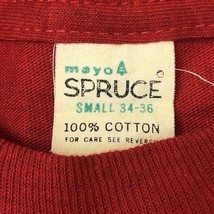 mayo
SPRUCE®
SMALL 34-36
100% COTTON
FOR CARE SEE REVERSE